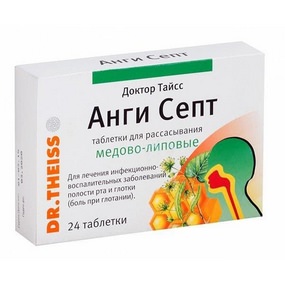 Доктор Тайсс
Анги Септ
таблетки для рассасывания
медово-липовые
Для лечения инфекционно-
воспалительных заболеваний
полости рта и глотки
(боль при глотании).
24 таблетки
DR.THEISS